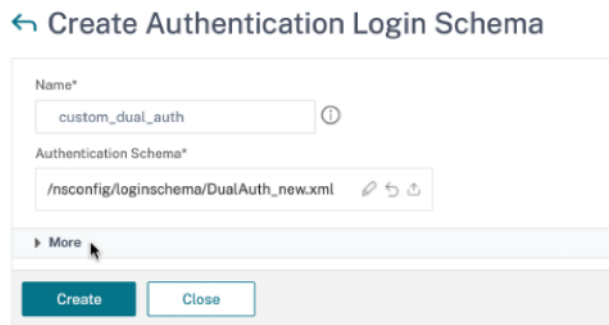 Create Authentication Login Schema
Name*
custom_dual_auth
Authentication Schema*
/nsconfig/loginschema/DualAuth_new.xml
More
Create Close